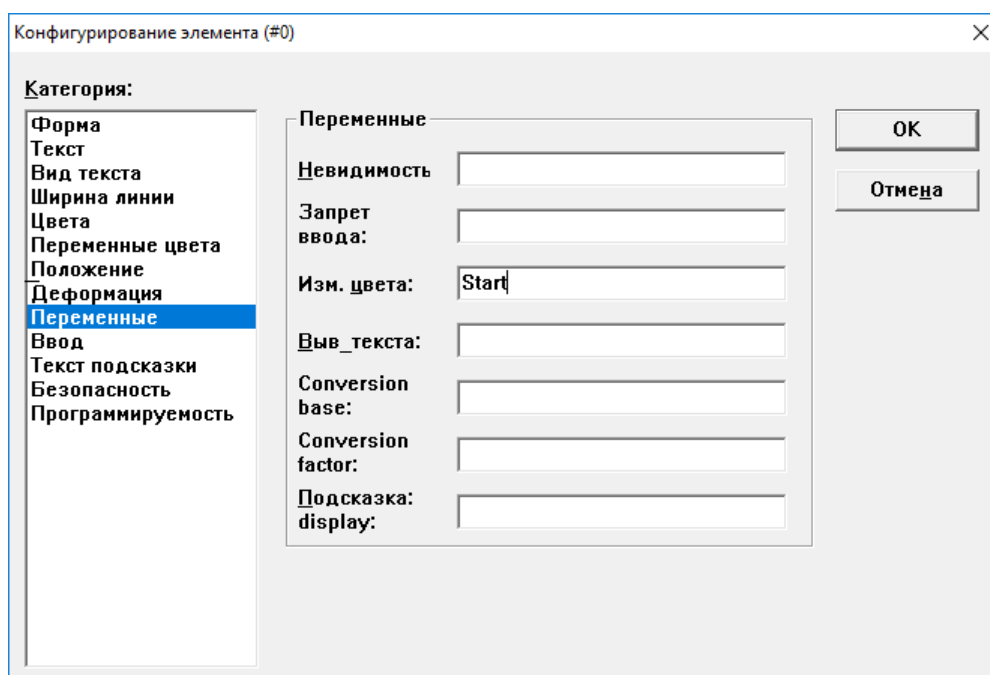 Конфигурирование элемента (#0)
Категория:
Форма
Текст
Вид текста
Ширина линии
Цвета
Переменные цвета
Положение
Деформация
Переменные
Ввод
Текст подсказки
Безопасность
Программируемость
Переменные
Невидимость
Запрет
ввода:
Изм. цвета:
Start
Выв_текста:
Conversion
base:
Conversion
factor:
Подсказка:
display:
OK
Отмена